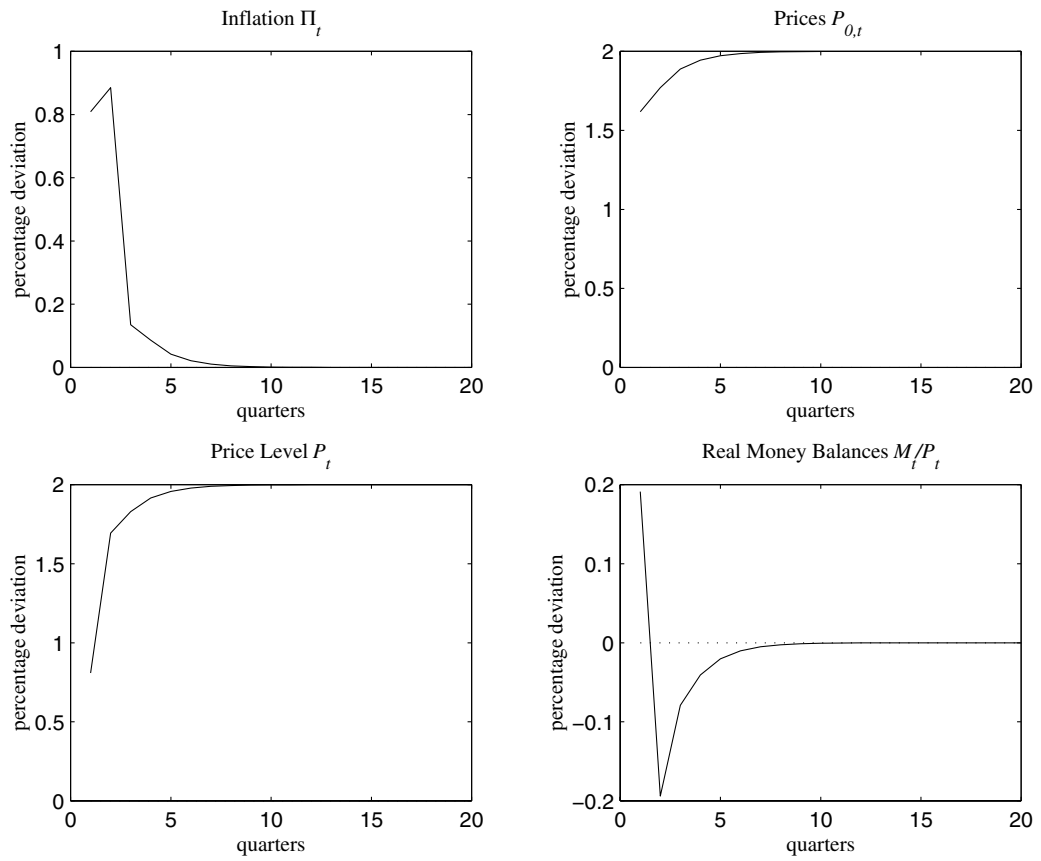 Inflation Π_t
1
0.8
0.6
0.4
0.2
0
percentage deviation
0 5 10 15 20
quarters
Prices P_0,t
2
1.5
1
0.5
0
percentage deviation
0 5 10 15 20
quarters
Price Level P_t
2
1.5
1
0.5
0
percentage deviation
0 5 10 15 20
quarters
Real Money Balances M_t/P_t
0.2
0.1
0
−0.1
−0.2
percentage deviation
0 5 10 15 20
quarters